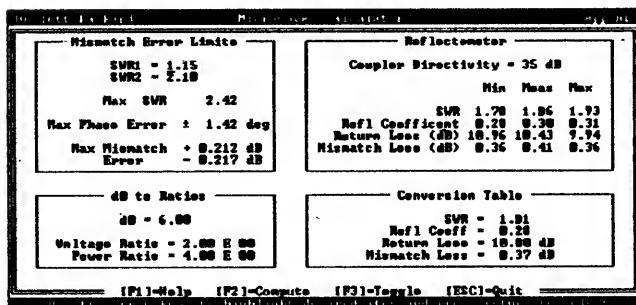 Mismatch Error Limits
SWR1 = 1.15
SWR2 = 2.10
Max SWR 2.42
Max Phase Error ± 1.42 deg
Max Mismatch + 0.212 dB
Error - 0.217 dB
Reflectometer
Coupler Directivity = 35 dB
Min Meas Max
SWR 1.78 1.86 1.93
Refl Coefficent 0.28 0.30 0.31
Return Loss (dB) 10.96 10.43 9.94
Mismatch Loss (dB) 0.36 0.41 0.36
dB to Ratios
dB = 6.00
Voltage Ratio = 2.00 E 00
Power Ratio = 4.00 E 00
Conversion Table
SWR = 1.81
Refl Coeff = 0.28
Return Loss = 10.00 dB
Mismatch Loss = 0.37 dB
[F1]=Help [F2]=Compute [F3]=Toggle [ESC]=Quit